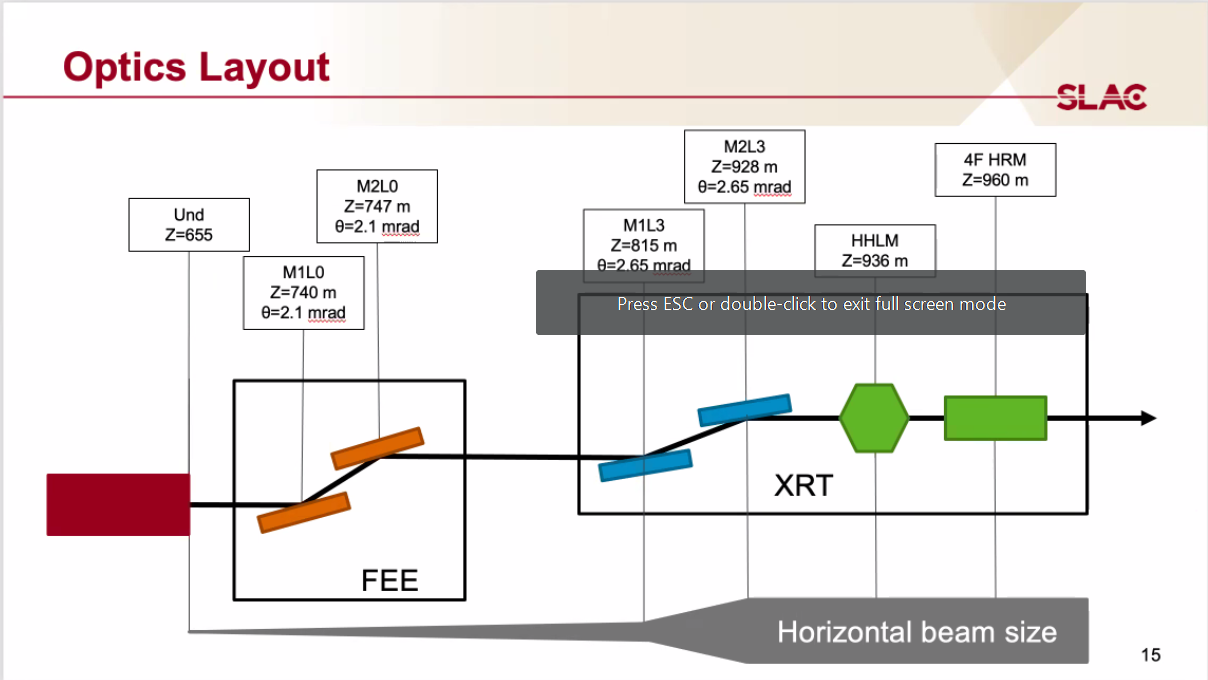 Optics Layout
SLAC
M2L3
Z=928 m
θ=2.65 mrad
4F HRM
Z=960 m
M2L0
Z=747 m
θ=2.1 mrad
Und
Z=655
M1L3
Z=815 m
θ=2.65 mrad
HHLM
Z=936 m
M1L0
Z=740 m
θ=2.1 mrad
Press ESC or double-click to exit full screen mode
XRT
FEE
Horizontal beam size
15